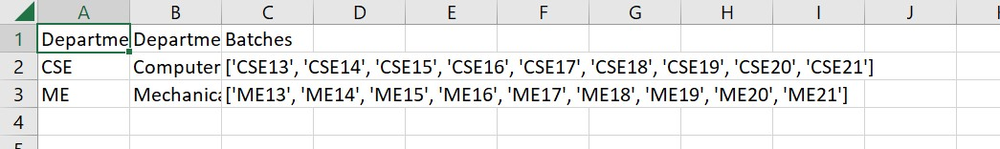 A B C D E F G H I J
1 Departme Departme Batches
2 CSE Computer ['CSE13', 'CSE14', 'CSE15', 'CSE16', 'CSE17', 'CSE18', 'CSE19', 'CSE20', 'CSE21']
3 ME Mechanica ['ME13', 'ME14', 'ME15', 'ME16', 'ME17', 'ME18', 'ME19', 'ME20', 'ME21']
4